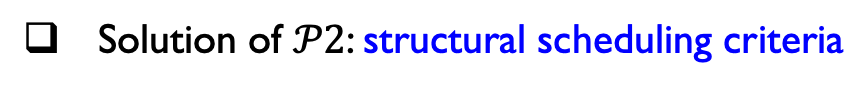 ❑ Solution of 𝒫2: structural scheduling criteria